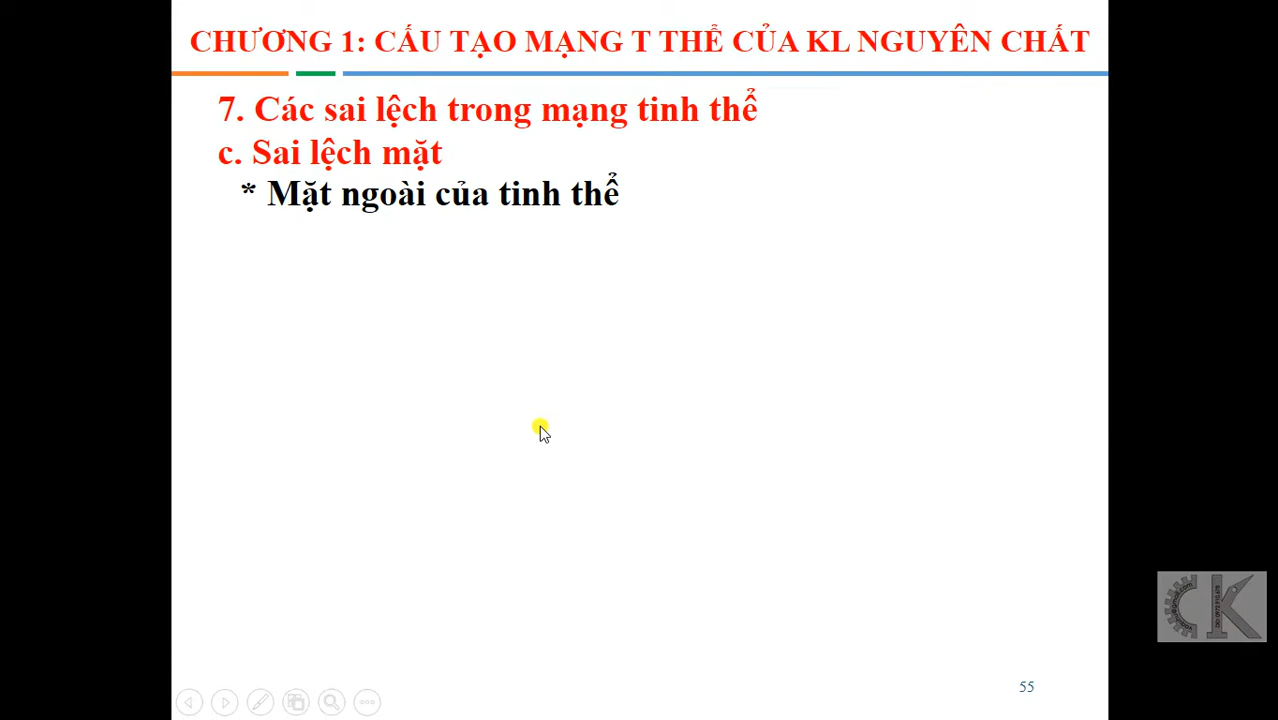 CHƯƠNG 1: CẤU TẠO MẠNG T THỂ CỦA KL NGUYÊN CHẤT
7. Các sai lệch trong mạng tinh thể
c. Sai lệch mặt
* Mặt ngoài của tinh thể
55